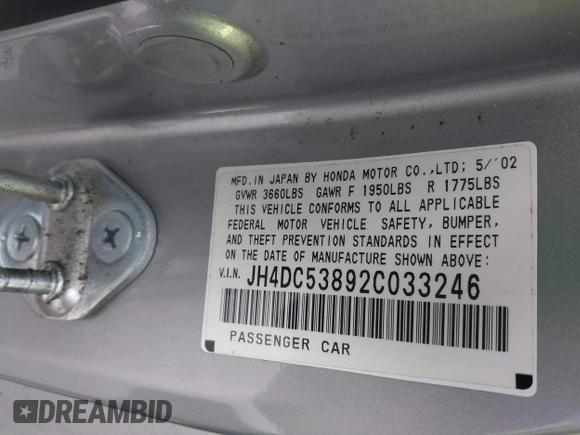 MFD.IN JAPAN BY HONDA MOTOR CO.,LTD; 5/'02
GVWR 3660LBS GAWR F 1950LBS R 1775LBS
THIS VEHICLE CONFORMS TO ALL APPLICABLE
FEDERAL MOTOR VEHICLE SAFETY, BUMPER,
AND THEFT PREVENTION STANDARDS IN EFFECT
ON THE DATE OF MANUFACTURE SHOWN ABOVE:
V.I.N. JH4DC53892C033246
PASSENGER CAR
DREAMBID